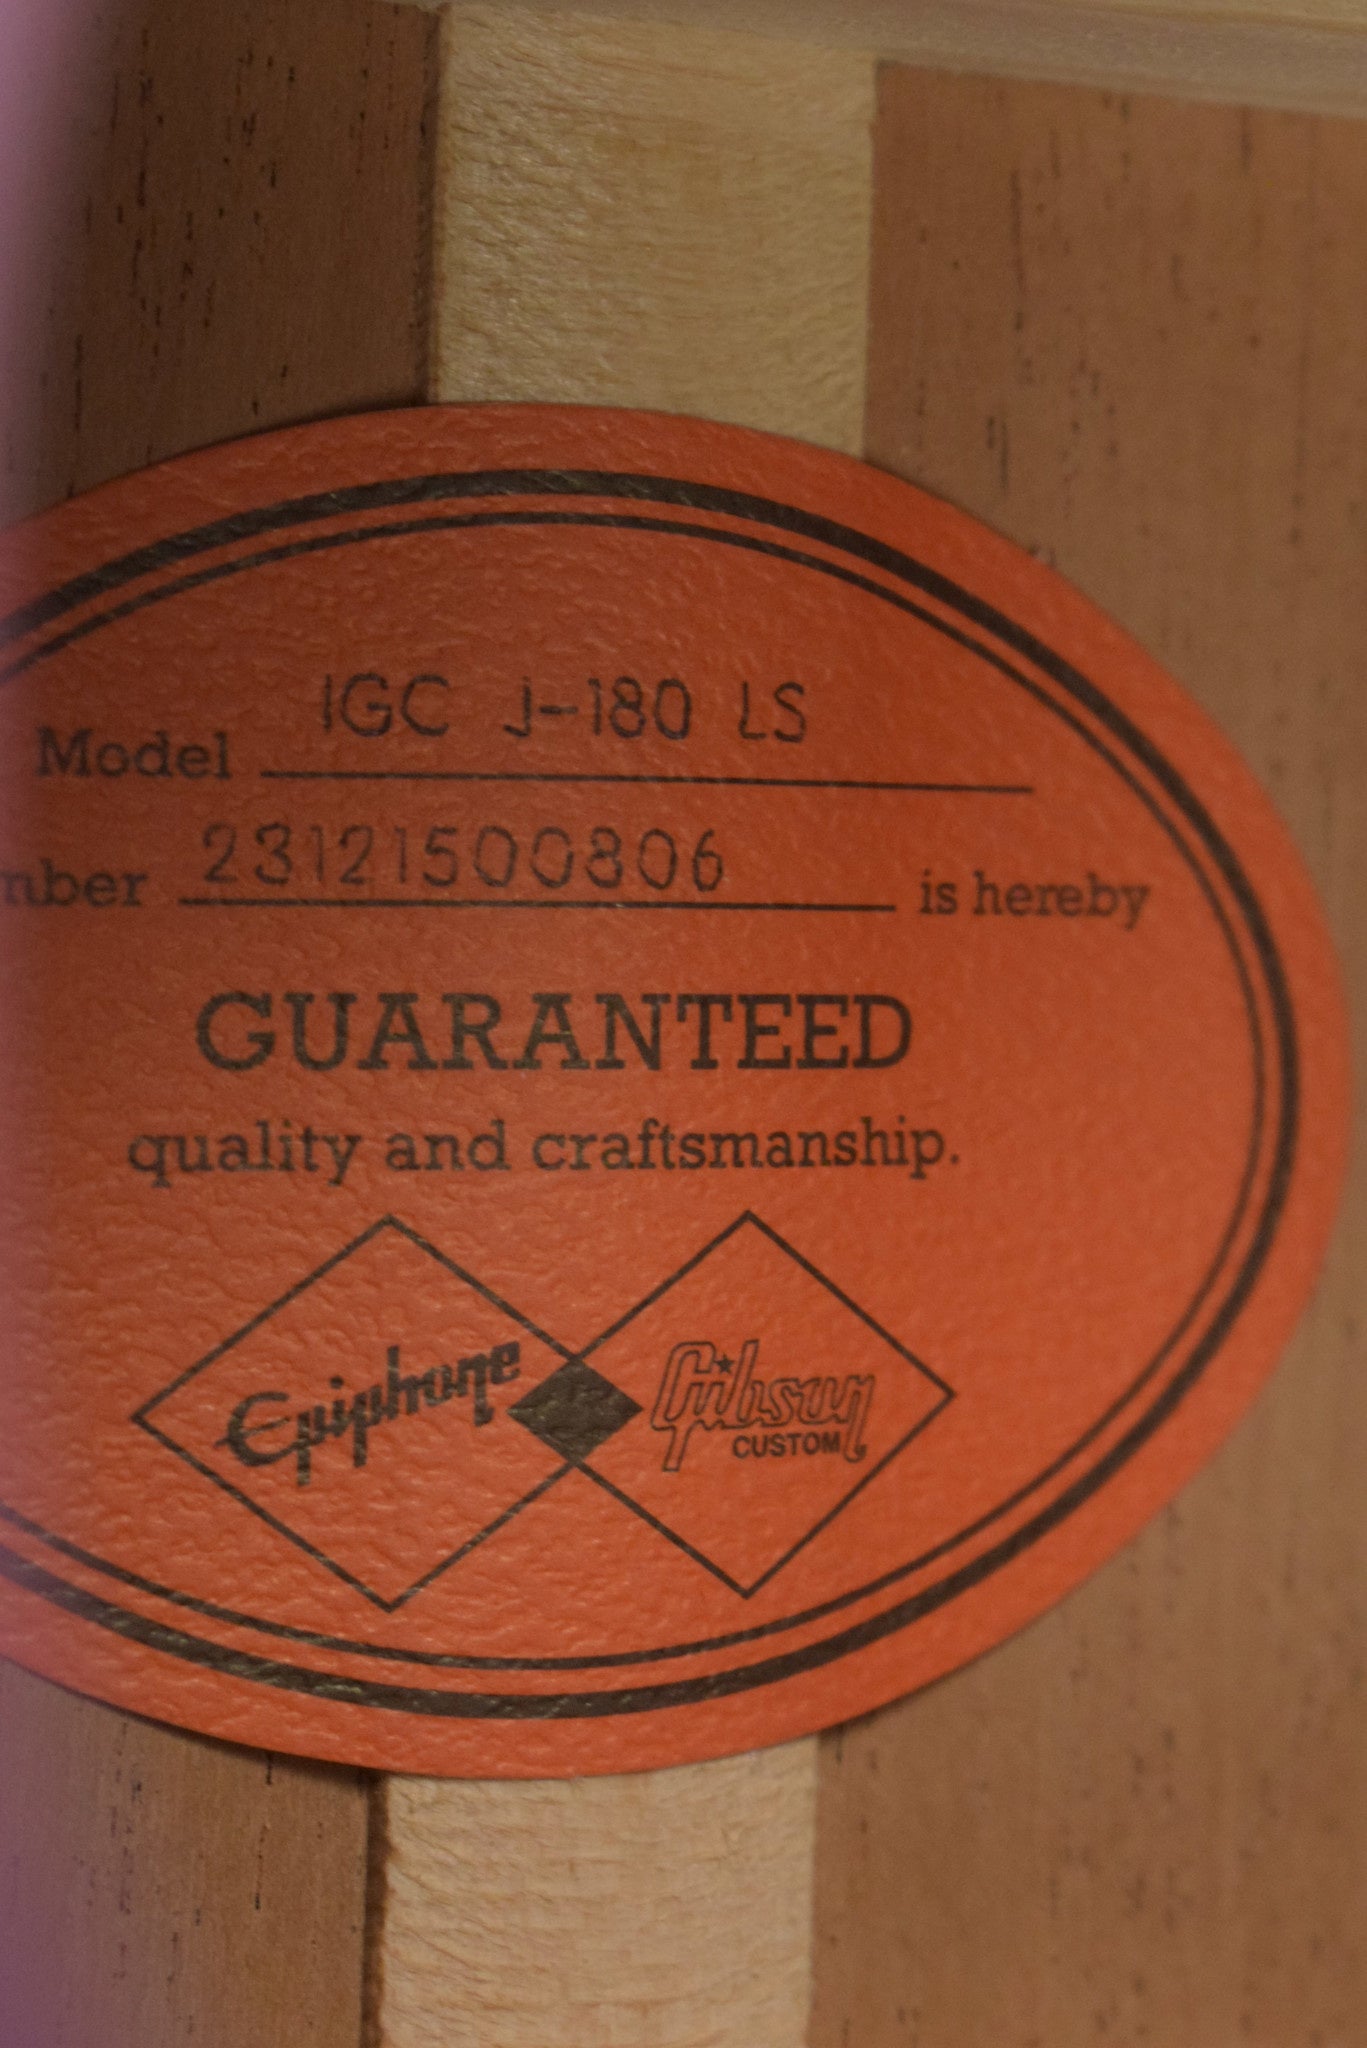 Model IGC J-180 LS
mber 23121500806 is hereby
GUARANTEED
quality and craftsmanship.
Epiphone
Gibson
CUSTOM